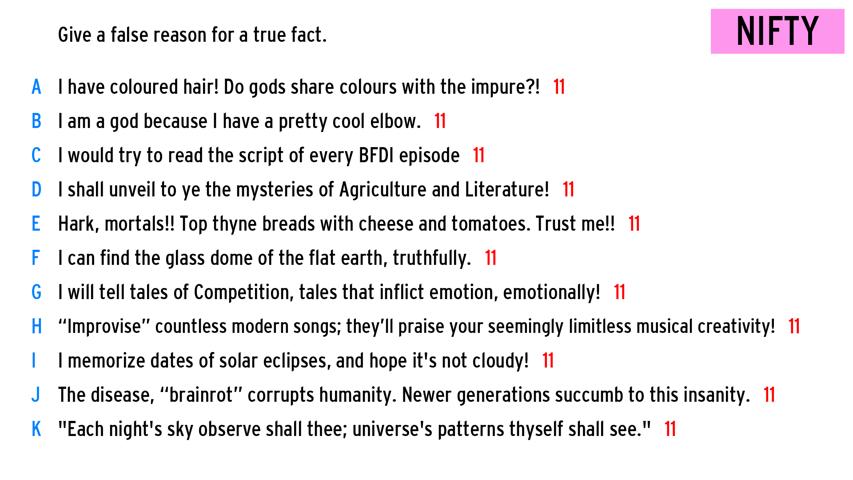 Give a false reason for a true fact.
NIFTY
A I have coloured hair! Do gods share colours with the impure?! 11
B I am a god because I have a pretty cool elbow. 11
C I would try to read the script of every BFDI episode 11
D I shall unveil to ye the mysteries of Agriculture and Literature! 11
E Hark, mortals!! Top thyne breads with cheese and tomatoes. Trust me!! 11
F I can find the glass dome of the flat earth, truthfully. 11
G I will tell tales of Competition, tales that inflict emotion, emotionally! 11
H “Improvise” countless modern songs; they’ll praise your seemingly limitless musical creativity! 11
I I memorize dates of solar eclipses, and hope it's not cloudy! 11
J The disease, “brainrot” corrupts humanity. Newer generations succumb to this insanity. 11
K "Each night's sky observe shall thee; universe's patterns thyself shall see." 11